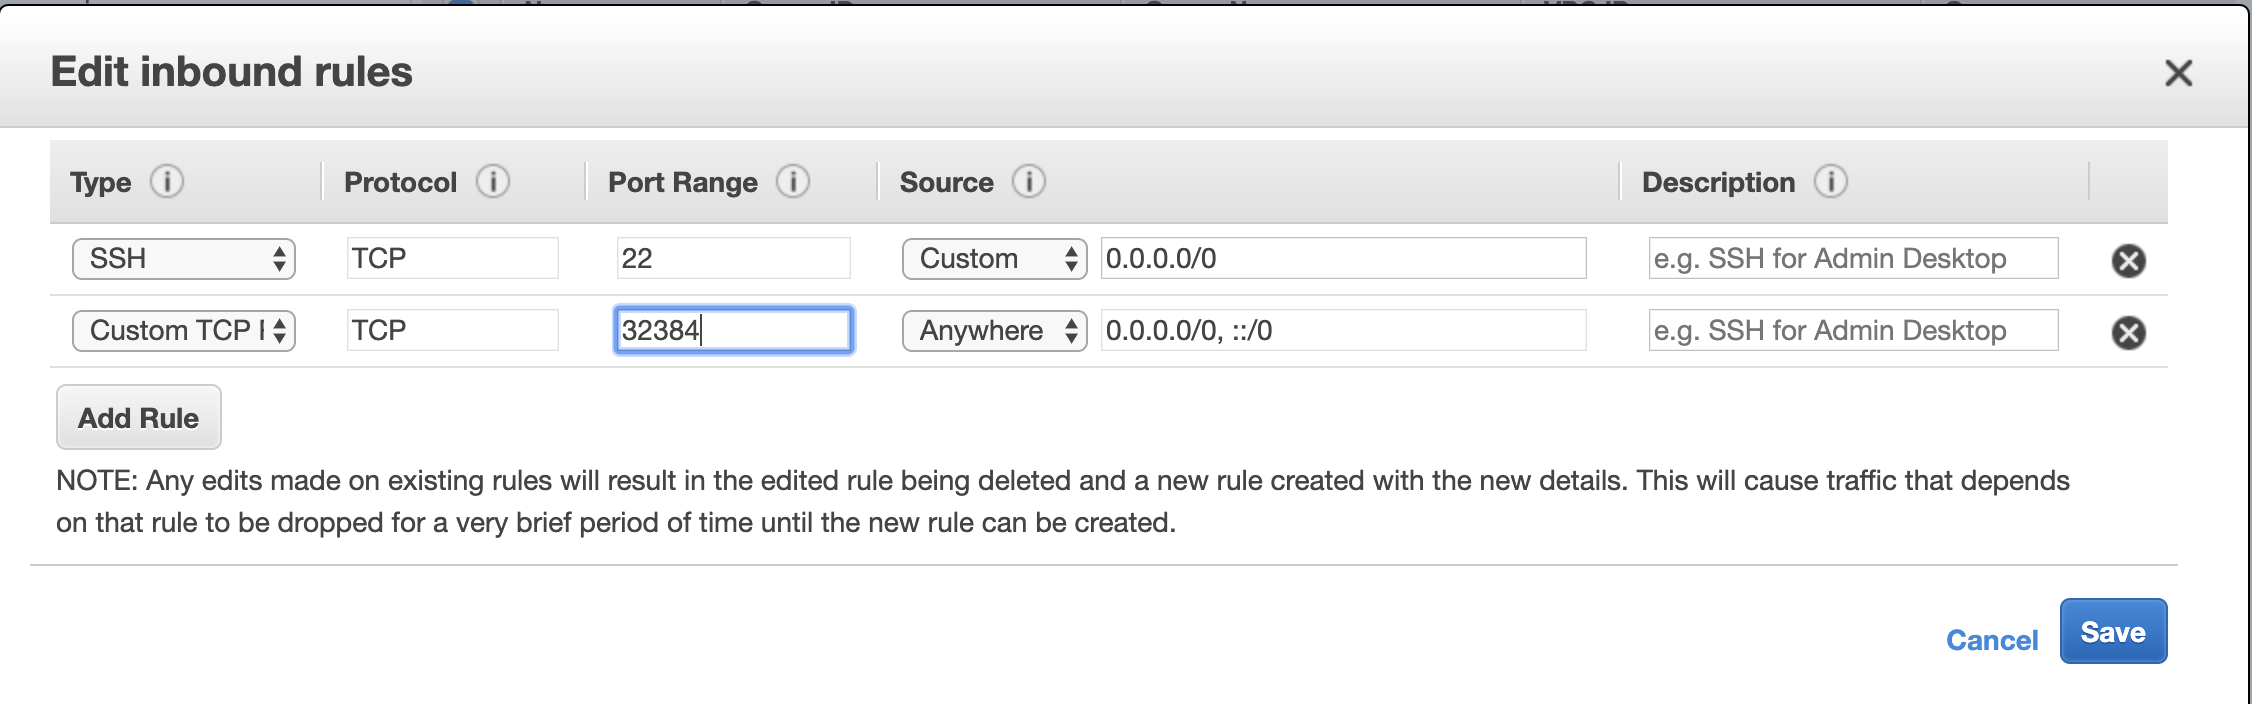 Edit inbound rules
Type Protocol Port Range Source Description
SSH TCP 22 Custom 0.0.0.0/0 e.g. SSH for Admin Desktop
Custom TCP TCP 32384 Anywhere 0.0.0.0/0, ::/0 e.g. SSH for Admin Desktop
Add Rule
NOTE: Any edits made on existing rules will result in the edited rule being deleted and a new rule created with the new details. This will cause traffic that depends
on that rule to be dropped for a very brief period of time until the new rule can be created.
Cancel Save